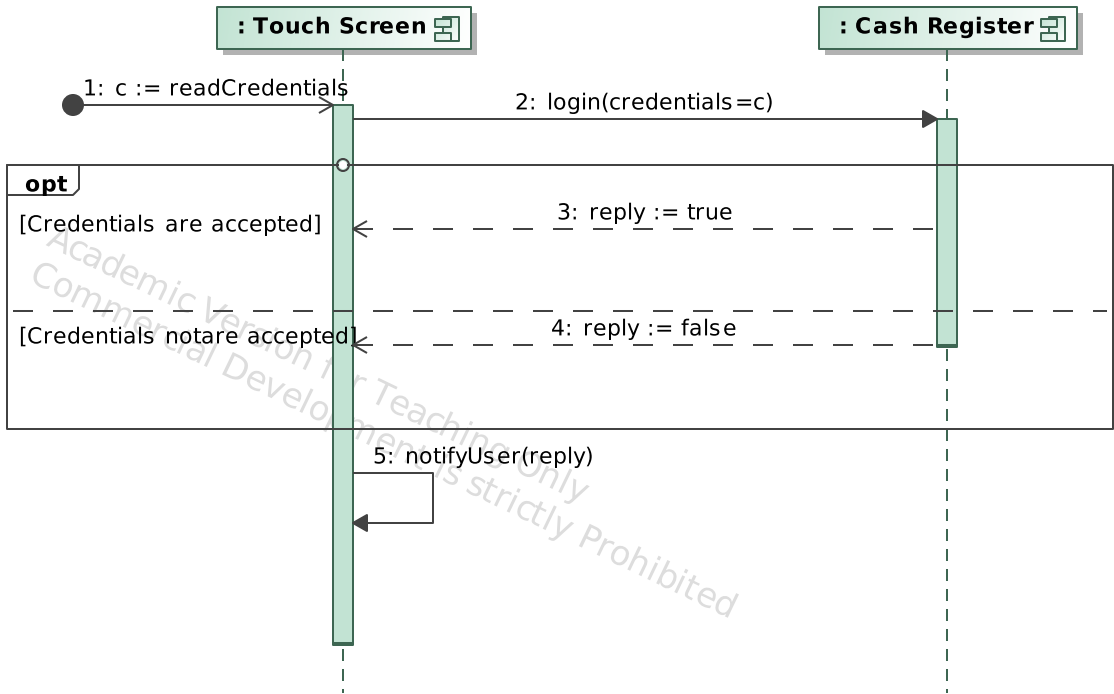 : Touch Screen
: Cash Register
1: c := readCredentials
2: login(credentials=c)
opt
[Credentials are accepted]
3: reply := true
[Credentials notare accepted]
4: reply := false
5: notifyUser(reply)
Academic Version for Teaching Only
Commercial Development is strictly Prohibited